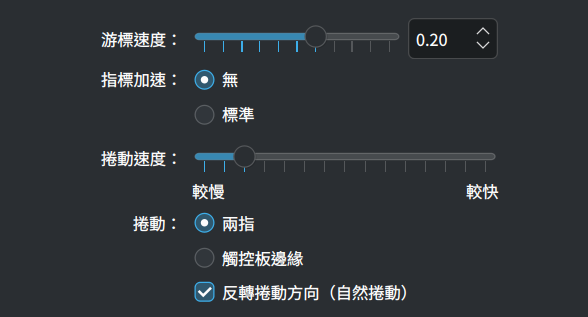 游標速度：
0.20
指標加速：
無
標準
捲動速度：
較慢
較快
捲動：
兩指
觸控板邊緣
反轉捲動方向（自然捲動）